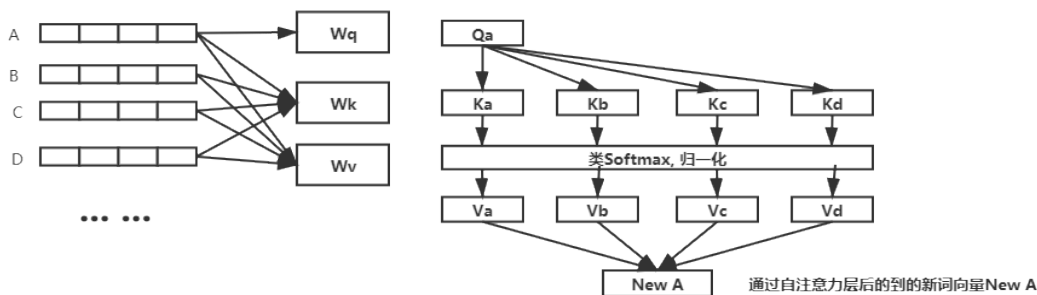 A
Wq
B
Wk
C
Wv
D
... ...
Qa
Ka Kb Kc Kd
类Softmax, 归一化
Va Vb Vc Vd
New A
通过自注意力层后的到的新词向量New A